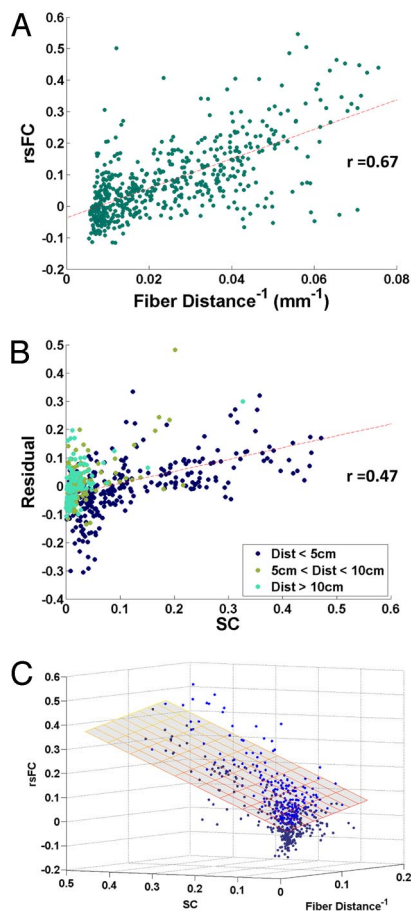 A
0.6
0.5
0.4
0.3
0.2
0.1
0
-0.1
-0.2
rsFC
r =0.67
0 0.02 0.04 0.06 0.08
Fiber Distance⁻¹ (mm⁻¹)
B
0.5
0.4
0.3
0.2
0.1
0
-0.1
-0.2
-0.3
0.4
Residual
r =0.47
Dist < 5cm
5cm < Dist < 10cm
Dist > 10cm
0 0.1 0.2 0.3 0.4 0.5 0.6
SC
C
0.6
0.5
0.4
0.3
0.2
0.1
0
-0.1
-0.2
rsFC
0.5 0.4 0.3 0.2 0.1 0 0.1 0.2
SC
Fiber Distance⁻¹